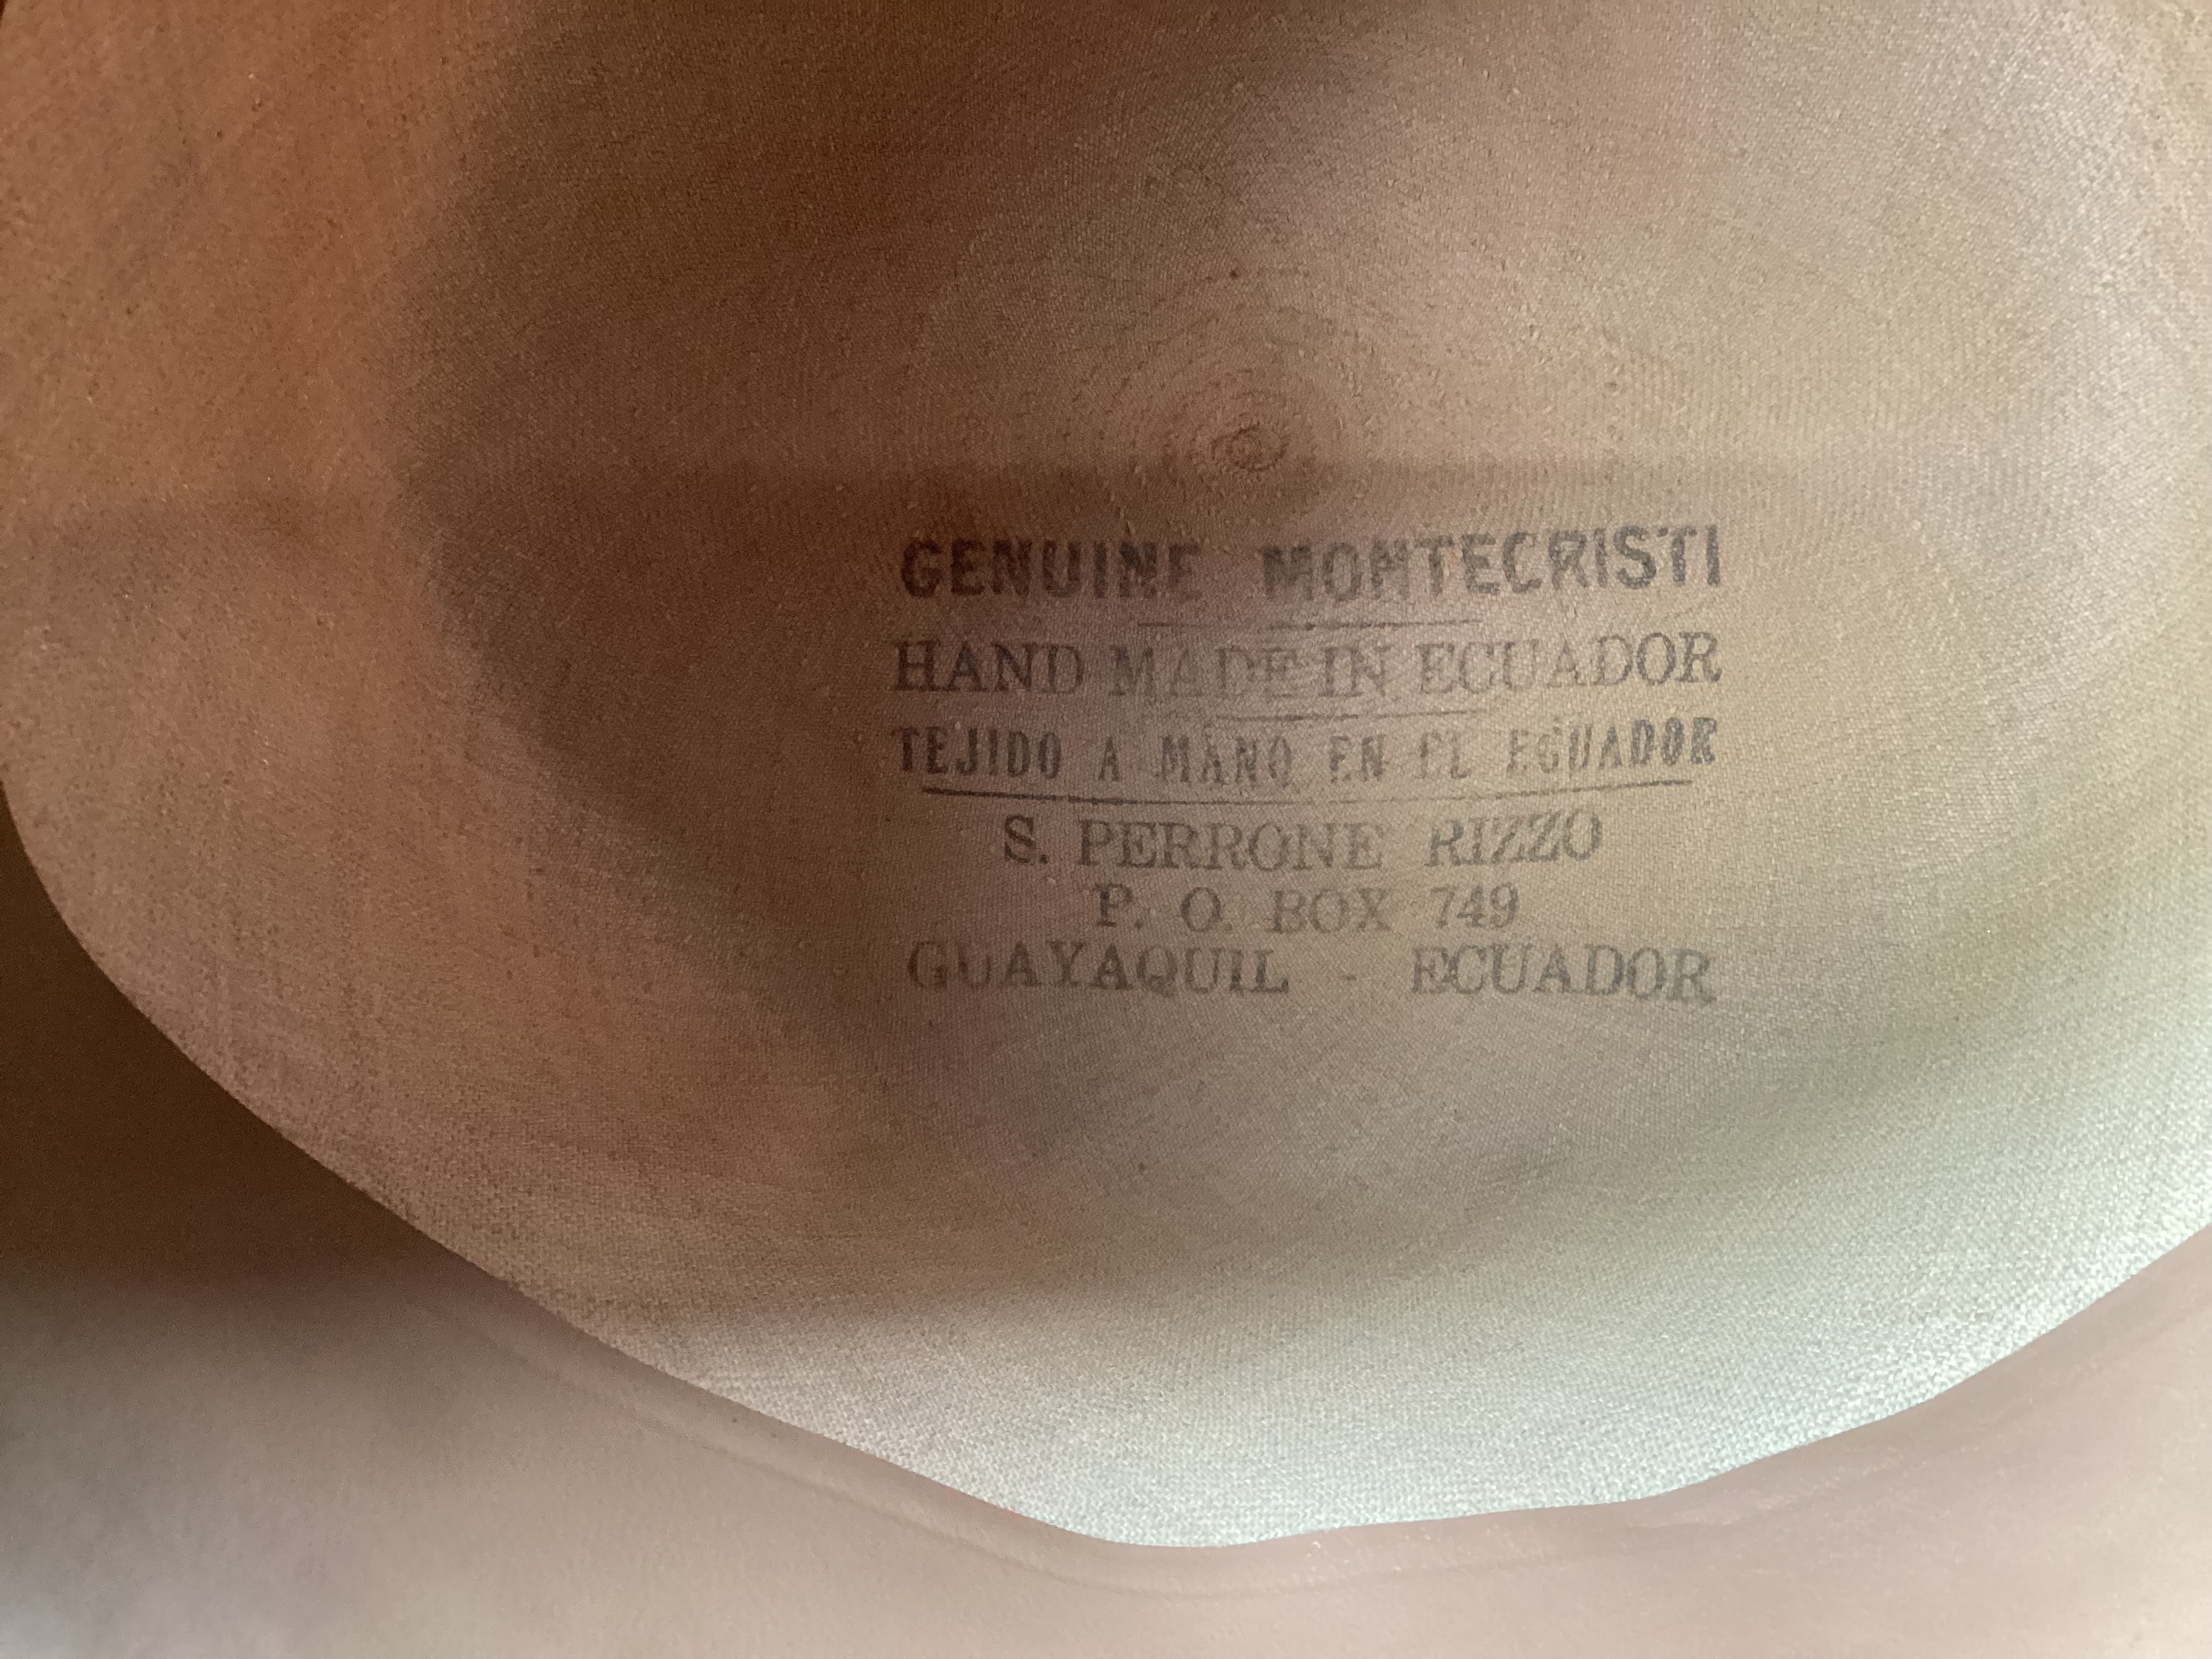 GENUINE MONTECRISTI
HAND MADE IN ECUADOR
TEJIDO A MANO EN EL ECUADOR
S. PERRONE RIZZO
P. O. BOX 749
GUAYAQUIL - ECUADOR